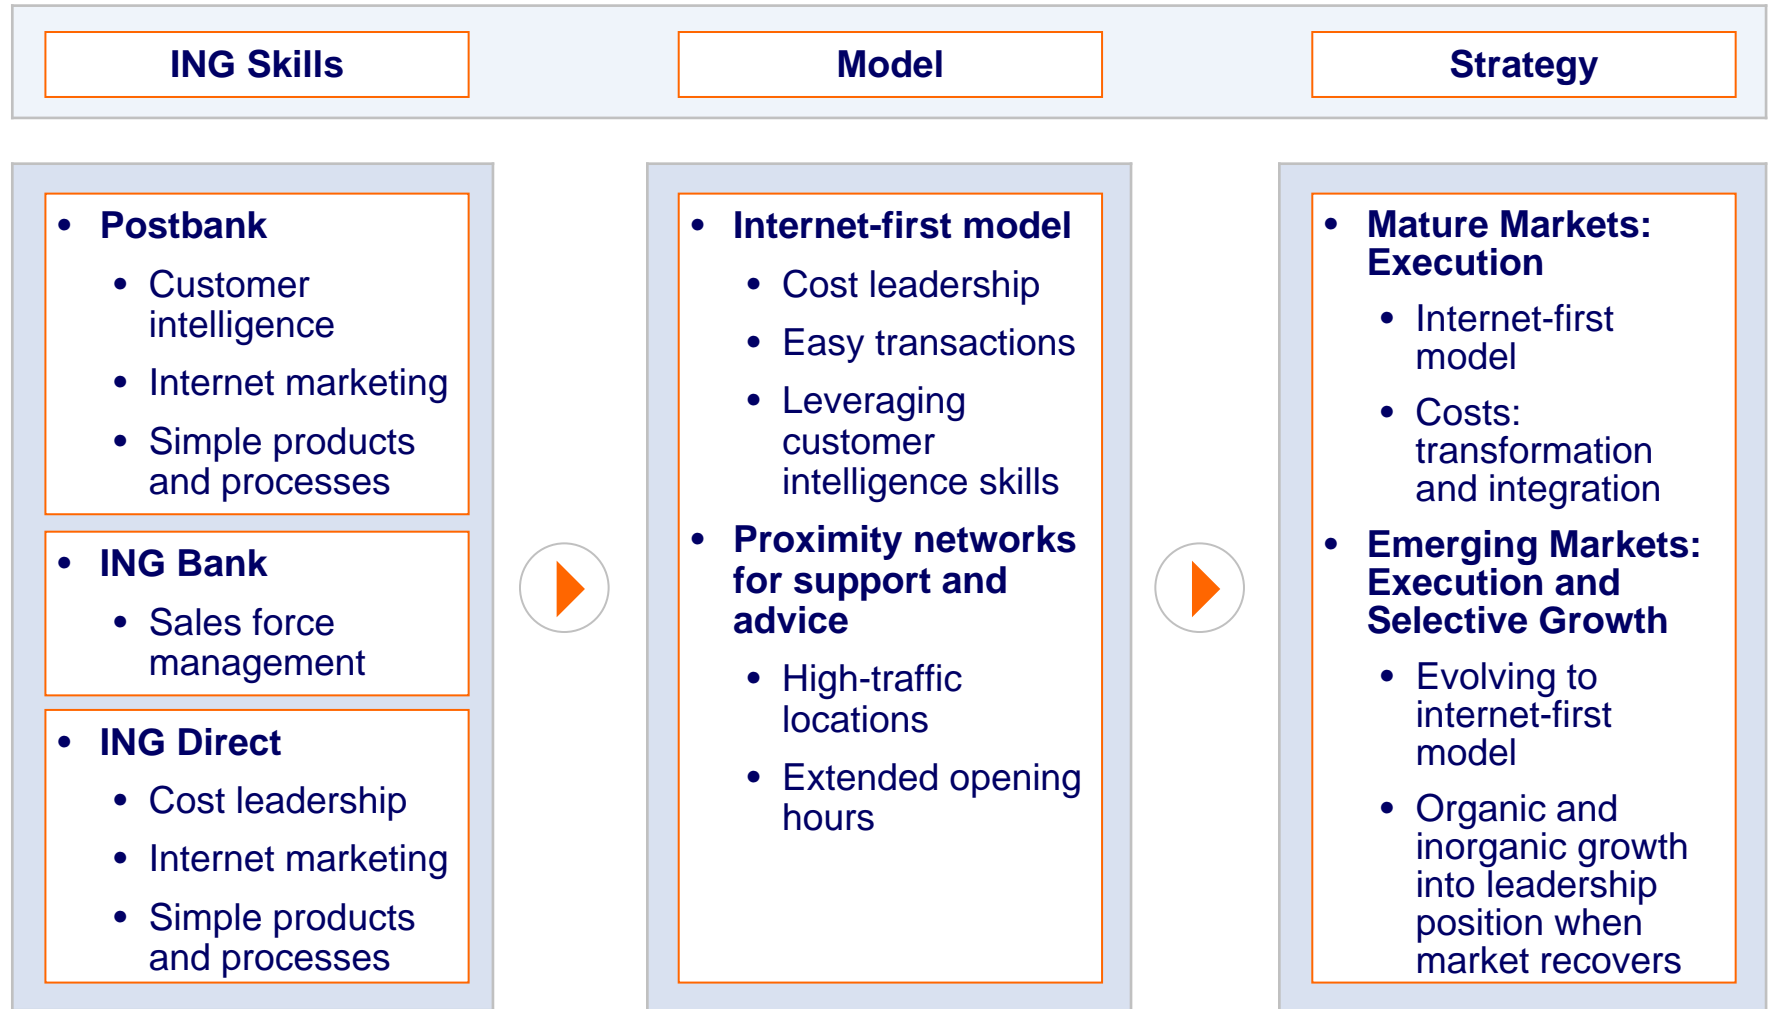 ING Skills
Model
Strategy
• Postbank
• Customer
intelligence
• Internet marketing
• Simple products
and processes
• ING Bank
• Sales force
management
• ING Direct
• Cost leadership
• Internet marketing
• Simple products
and processes
• Internet-first model
• Cost leadership
• Easy transactions
• Leveraging
customer
intelligence skills
• Proximity networks
for support and
advice
• High-traffic
locations
• Extended opening
hours
• Mature Markets:
Execution
• Internet-first
model
• Costs:
transformation
and integration
• Emerging Markets:
Execution and
Selective Growth
• Evolving to
internet-first
model
• Organic and
inorganic growth
into leadership
position when
market recovers